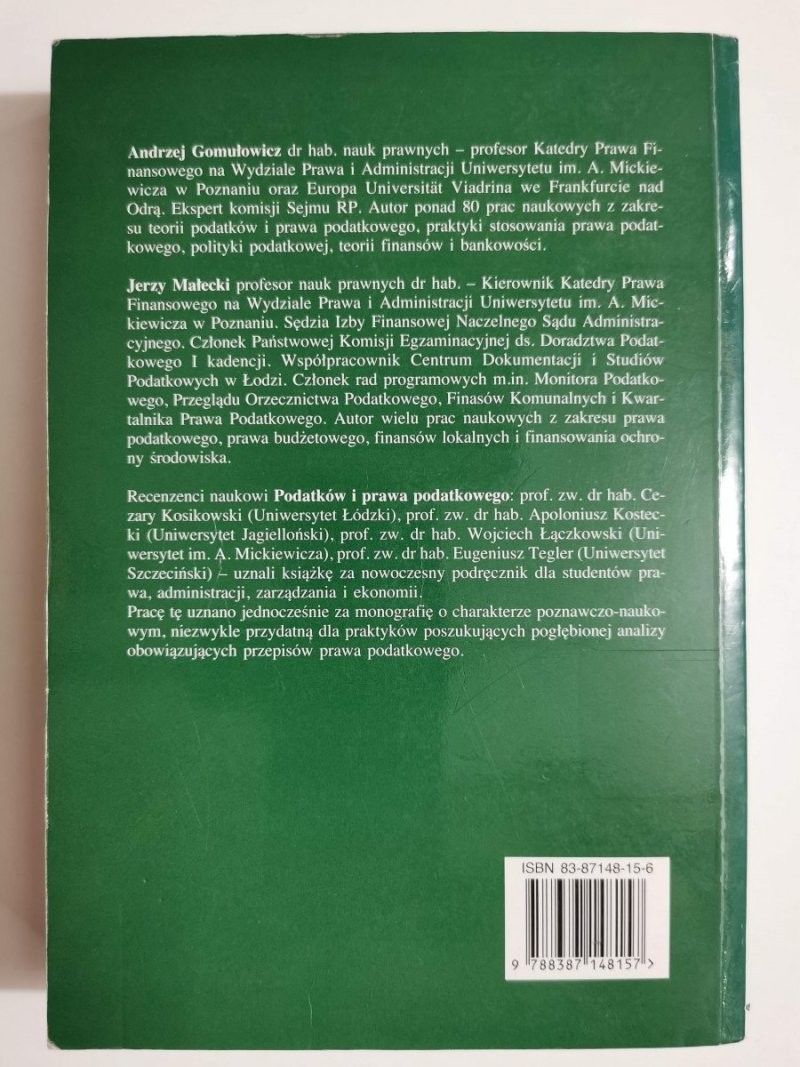 Andrzej Gomułowicz dr hab. nauk prawnych – profesor Katedry Prawa Fi-
nansowego na Wydziale Prawa i Administracji Uniwersytetu im. A. Mickie-
wicza w Poznaniu oraz Europa Universität Viadrina we Frankfurcie nad
Odrą. Ekspert komisji Sejmu RP. Autor ponad 80 prac naukowych z zakre-
su teorii podatków i prawa podatkowego, praktyki stosowania prawa podat-
kowego, polityki podatkowej, teorii finansów i bankowości.
Jerzy Małecki profesor nauk prawnych dr hab. – Kierownik Katedry Prawa
Finansowego na Wydziale Prawa i Administracji Uniwersytetu im. A. Mic-
kiewicza w Poznaniu. Sędzia Izby Finansowej Naczelnego Sądu Administra-
cyjnego. Członek Państwowej Komisji Egzaminacyjnej ds. Doradztwa Podat-
kowego I kadencji. Współpracownik Centrum Dokumentacji i Studiów
Podatkowych w Łodzi. Członek rad programowych m.in. Monitora Podatko-
wego, Przeglądu Orzecznictwa Podatkowego, Finasów Komunalnych i Kwar-
talnika Prawa Podatkowego. Autor wielu prac naukowych z zakresu prawa
podatkowego, prawa budżetowego, finansów lokalnych i finansowania ochro-
ny środowiska.
Recenzenci naukowi Podatków i prawa podatkowego: prof. zw. dr hab. Ce-
zary Kosikowski (Uniwersytet Łódzki), prof. zw. dr hab. Apoloniusz Kostec-
ki (Uniwersytet Jagielloński), prof. zw. dr hab. Wojciech Łączkowski (Uni-
wersytet im. A. Mickiewicza), prof. zw. dr hab. Eugeniusz Tegler (Uniwersytet
Szczeciński) – uznali książkę za nowoczesny podręcznik dla studentów pra-
wa, administracji, zarządzania i ekonomii.
Pracę tę uznano jednocześnie za monografię o charakterze poznawczo-nauko-
wym, niezwykle przydatną dla praktyków poszukujących pogłębionej analizy
obowiązujących przepisów prawa podatkowego.
ISBN 83-87148-15-6
9 788387 148157 >